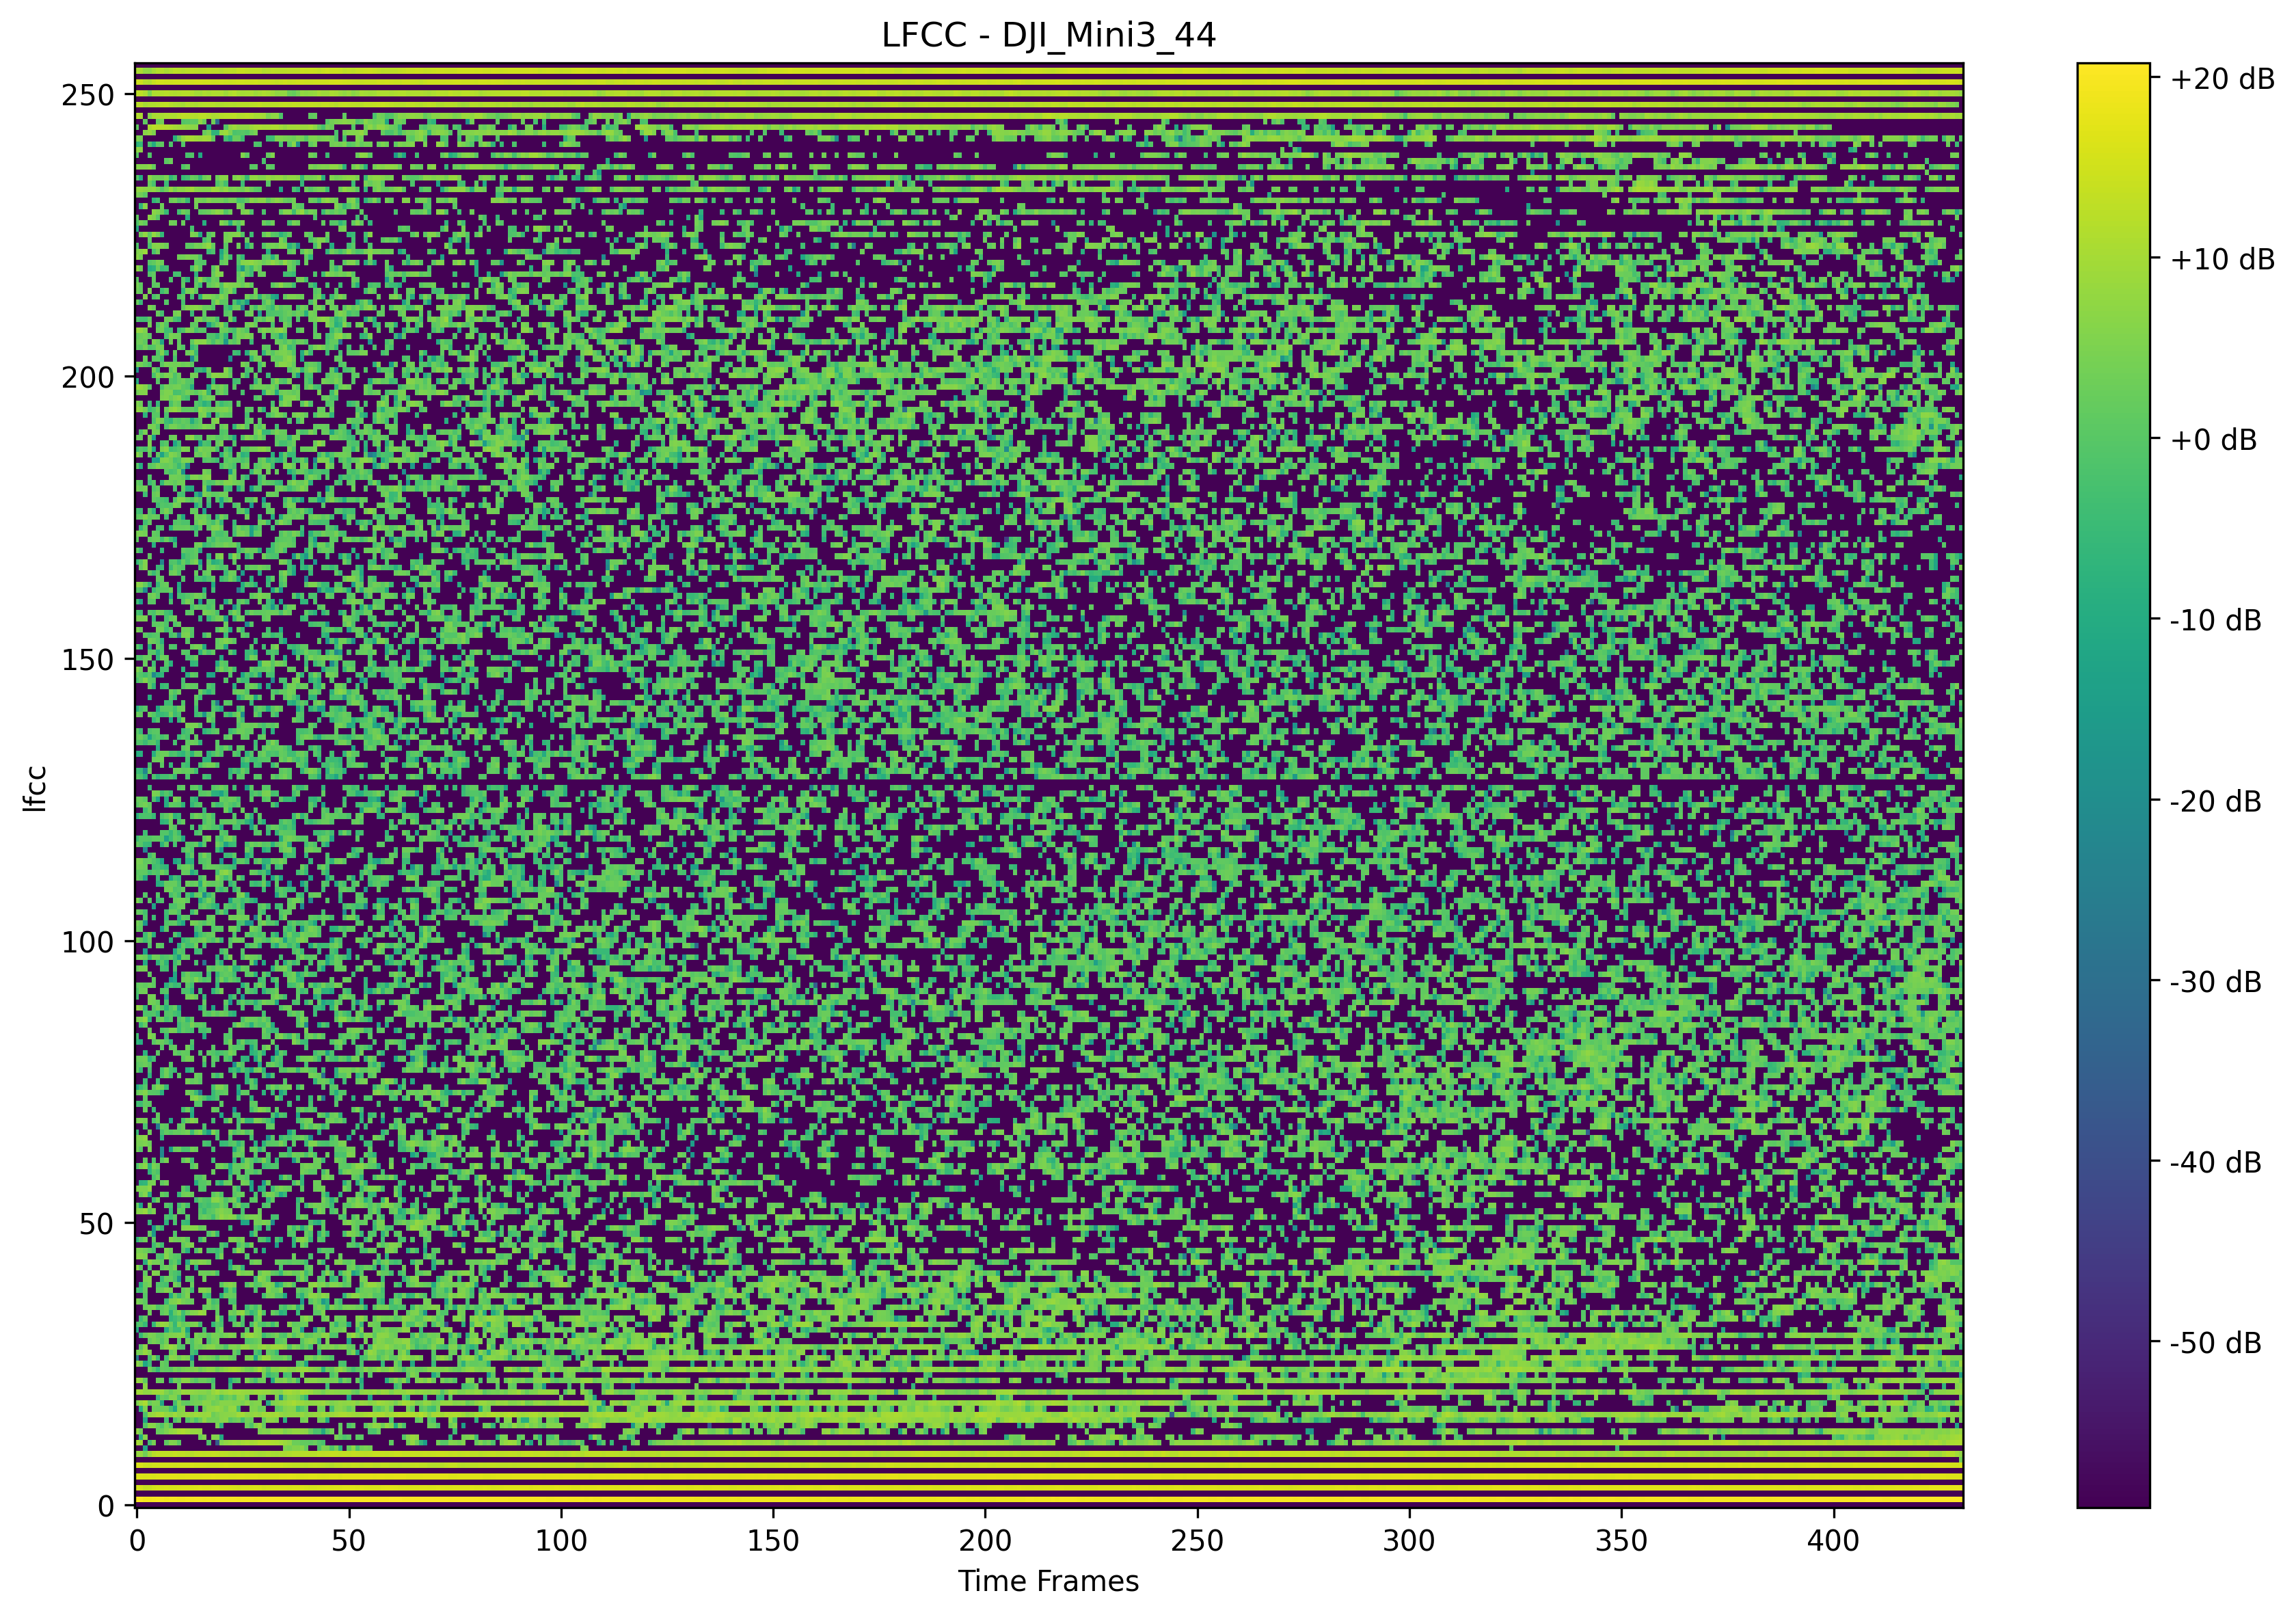 LFCC - DJI_Mini3_44
lfcc
250
200
150
100
50
0
0 50 100 150 200 250 300 350 400
Time Frames
+20 dB
+10 dB
+0 dB
-10 dB
-20 dB
-30 dB
-40 dB
-50 dB